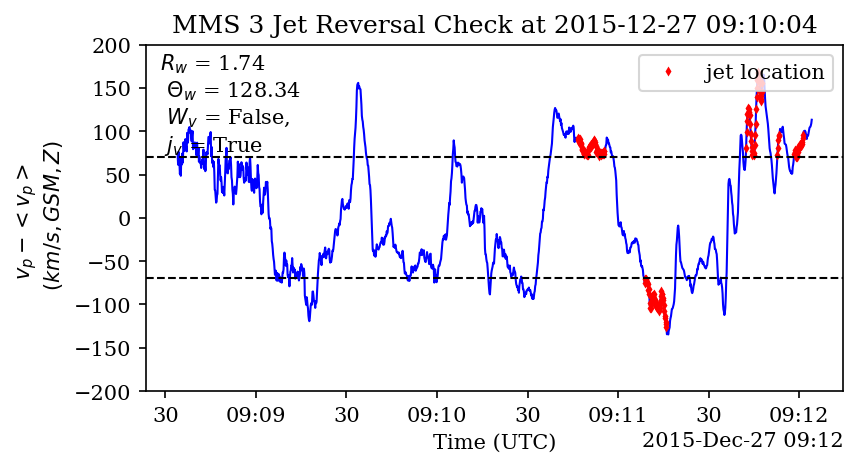 MMS 3 Jet Reversal Check at 2015-12-27 09:10:04
R_w = 1.74
Θ_w = 128.34
W_v = False,
j_v = True
jet location
v_p − < v_p >
(km/s, GSM, Z)
200
150
100
50
0
−50
−100
−150
−200
30 09:09 30 09:10 30 09:11 30 09:12
Time (UTC) 2015-Dec-27 09:12